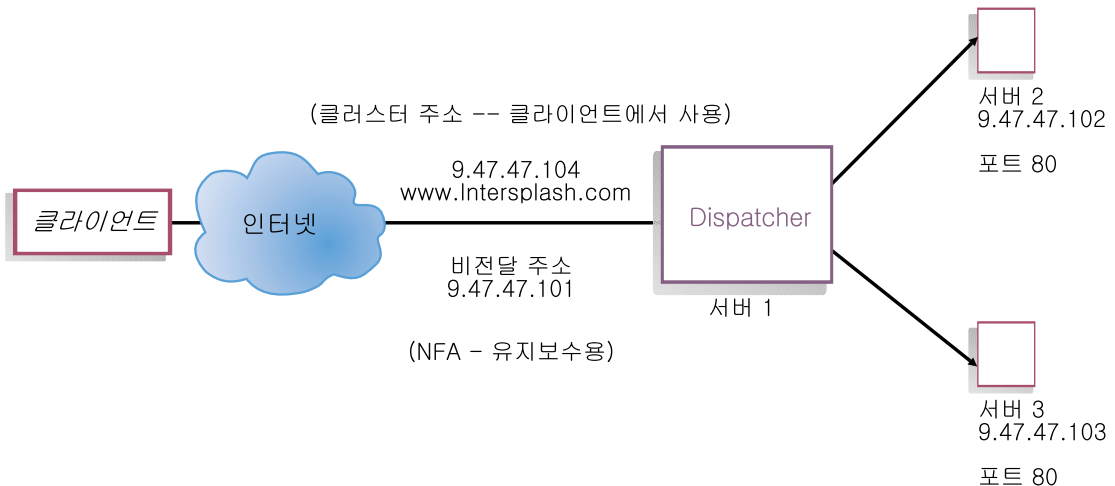 (클러스터 주소 -- 클라이언트에서 사용)
9.47.47.104
www.Intersplash.com
클라이언트
인터넷
비전달 주소
9.47.47.101
(NFA - 유지보수용)
Dispatcher
서버 1
서버 2
9.47.47.102
포트 80
서버 3
9.47.47.103
포트 80